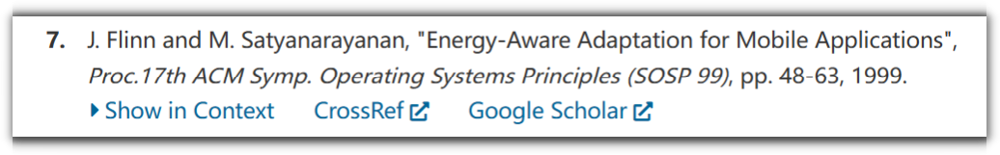 7. J. Flinn and M. Satyanarayanan, "Energy-Aware Adaptation for Mobile Applications",
Proc.17th ACM Symp. Operating Systems Principles (SOSP 99), pp. 48-63, 1999.
Show in Context CrossRef Google Scholar